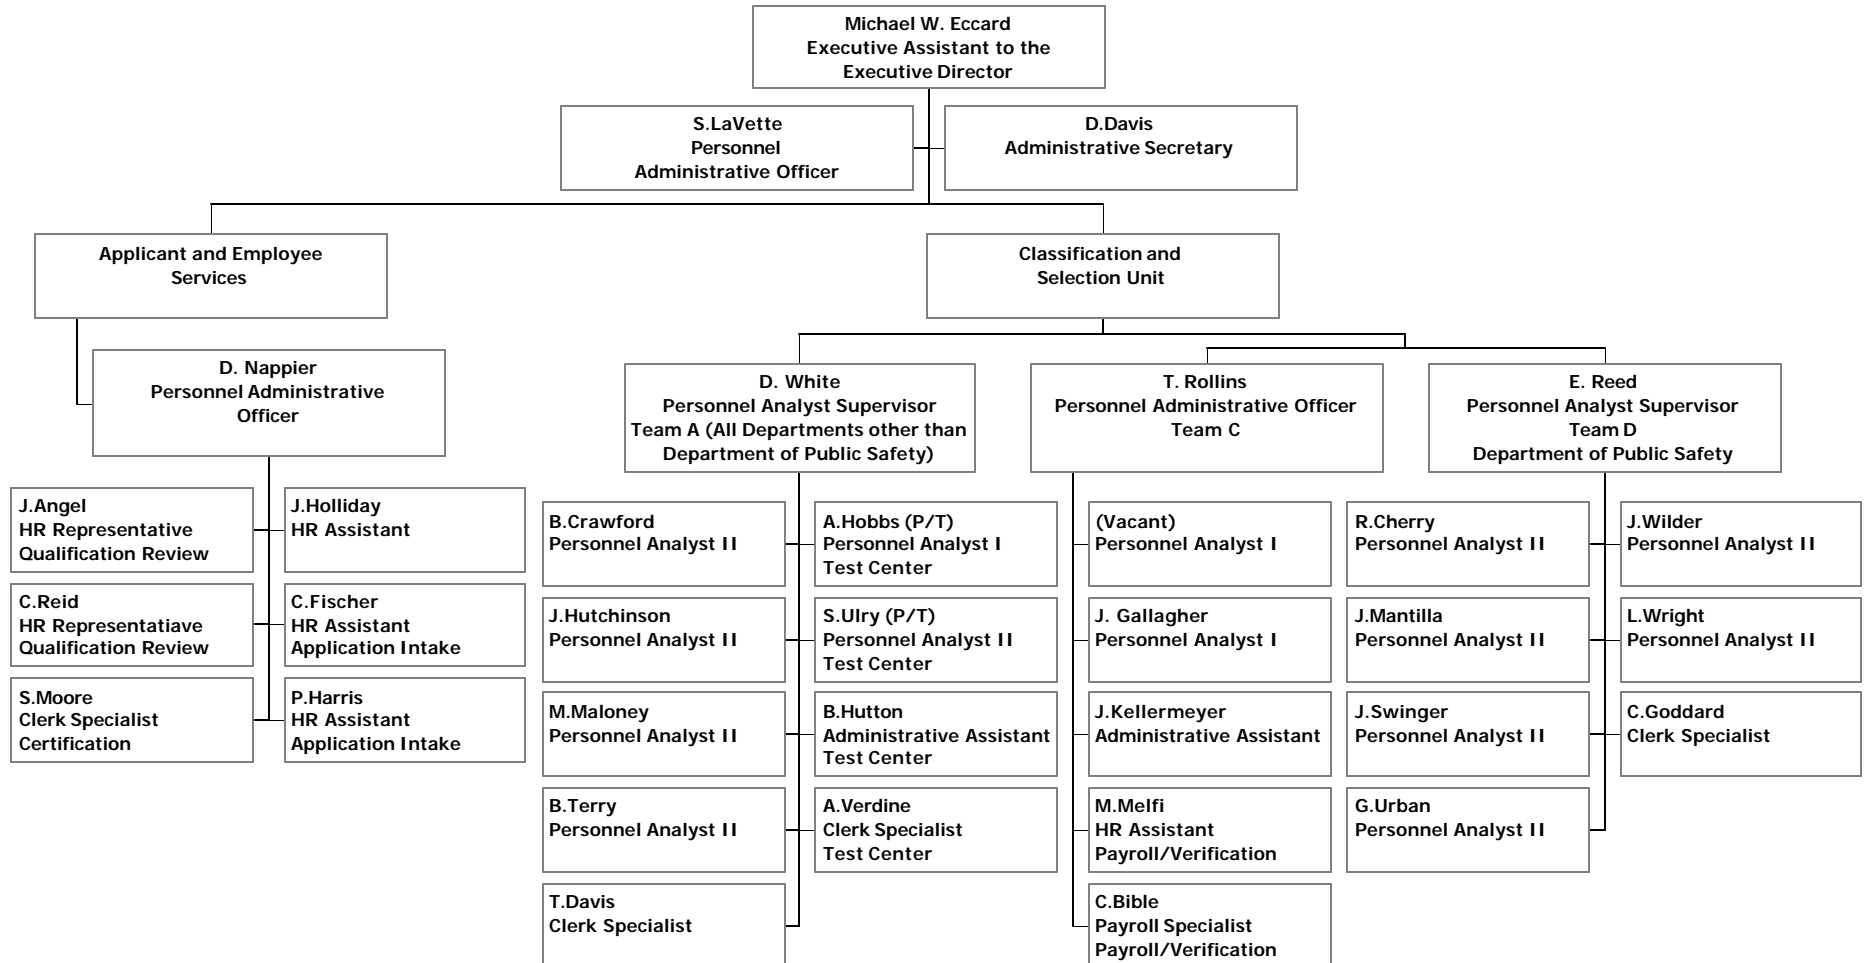 Michael W. Eccard
Executive Assistant to the
Executive Director
S.LaVette
Personnel
Administrative Officer
D.Davis
Administrative Secretary
Applicant and Employee
Services
Classification and
Selection Unit
D. Nappier
Personnel Administrative
Officer
J.Angel
HR Representative
Qualification Review
J.Holliday
HR Assistant
C.Reid
HR Representatiave
Qualification Review
C.Fischer
HR Assistant
Application Intake
S.Moore
Clerk Specialist
Certification
P.Harris
HR Assistant
Application Intake
D. White
Personnel Analyst Supervisor
Team A (All Departments other than
Department of Public Safety)
B.Crawford
Personnel Analyst II
A.Hobbs (P/T)
Personnel Analyst I
Test Center
J.Hutchinson
Personnel Analyst II
S.Ulry (P/T)
Personnel Analyst II
Test Center
M.Maloney
Personnel Analyst II
B.Hutton
Administrative Assistant
Test Center
B.Terry
Personnel Analyst II
A.Verdine
Clerk Specialist
Test Center
T.Davis
Clerk Specialist
T. Rollins
Personnel Administrative Officer
Team C
(Vacant)
Personnel Analyst I
J. Gallagher
Personnel Analyst I
J.Kellermeyer
Administrative Assistant
M.Melfi
HR Assistant
Payroll/Verification
C.Bible
Payroll Specialist
Payroll/Verification
E. Reed
Personnel Analyst Supervisor
Team D
Department of Public Safety
R.Cherry
Personnel Analyst II
J.Wilder
Personnel Analyst II
J.Mantilla
Personnel Analyst II
L.Wright
Personnel Analyst II
J.Swinger
Personnel Analyst II
C.Goddard
Clerk Specialist
G.Urban
Personnel Analyst II